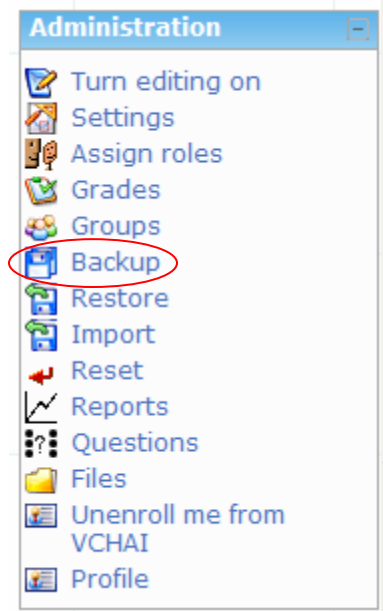 Administration
Turn editing on
Settings
Assign roles
Grades
Groups
Backup
Restore
Import
Reset
Reports
Questions
Files
Unenroll me from
VCHAI
Profile